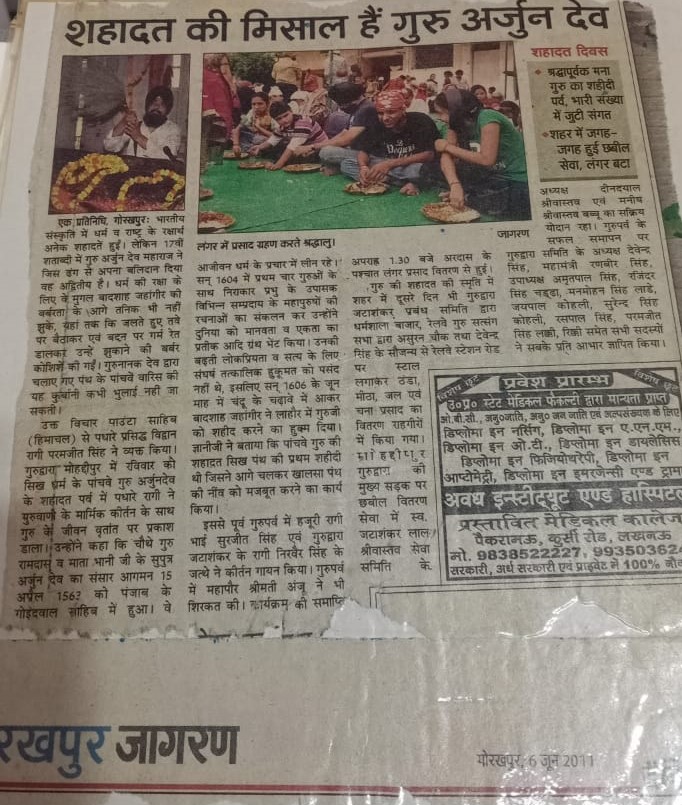 शहादत की मिसाल हैं गुरु अर्जुन देव
शहादत दिवस
श्रद्धापूर्वक मना
गुरु का शहीदी
पर्व, भारी संख्या
में जुटी संगत
शहर में जगह-
जगह हुई छबील
सेवा, लंगर बटा
जागरण
लंगर में प्रसाद ग्रहण करते श्रद्धालु।
एक प्रतिनिधि, गोरखपुर: भारतीय
संस्कृति में धर्म व राष्ट्र के रक्षार्थ
अनेक शहादतें हुईं। लेकिन 17वीं
शताब्दी में गुरु अर्जुन देव महाराज ने
जिस ढंग से अपना बलिदान दिया
वह अद्वितीय है। धर्म की रक्षा के
लिए वे मुगल बादशाह जहांगीर की
बर्बरता के आगे तनिक भी नहीं
झुके, यहां तक कि जलते हुए तवे
पर बैठाकर एवं बदन पर गर्म रेत
डालकर उन्हें झुकाने की बर्बर
कोशिशें की गईं। गुरुनानक देव द्वारा
चलाए गए पंथ के पांचवें वारिस की
यह कुर्बानी कभी भुलाई नहीं जा
सकती।
उक्त विचार पाउंटा साहिब
(हिमाचल) से पधारे प्रसिद्ध विद्वान
रागी परमजीत सिंह ने व्यक्त किया।
गुरुद्वारा मोहद्दीपुर में रविवार को
सिख धर्म के पांचवे गुरु अर्जुनदेव
के शहादत पर्व में पधारे रागी ने
गुरुवाणी के मार्मिक कीर्तन के साथ
गुरु के जीवन वृतांत पर प्रकाश
डाला। उन्होंने कहा कि चौथे गुरु
रामदास व माता भानी जी के सुपुत्र
अर्जुन देव का संसार आगमन 15
अप्रैल 1563 को पंजाब के
गोइंदवाल साहिब में हुआ। वे
आजीवन धर्म के प्रचार में लीन रहे।
सन् 1604 में प्रथम चार गुरुओं के
साथ निराकार प्रभु के उपासक
विभिन्न सम्प्रदाय के महापुरुषों की
रचनाओं का संकलन कर उन्होंने
दुनिया को मानवता व एकता का
प्रतीक आदि ग्रंथ भेंट किया। उनकी
बढ़ती लोकप्रियता व सत्य के लिए
संघर्ष तत्कालिक हुकूमत को पसंद
नहीं थे, इसलिए सन् 1606 के जून
माह में चंदू के चढ़ावे में आकर
बादशाह जहांगीर ने लाहौर में गुरुजी
को शहीद करने का हुक्म दिया।
ज्ञानीजी ने बताया कि पांचवे गुरु की
शहादत सिख पंथ की प्रथम शहीदी
थी जिसने आगे चलकर खालसा पंथ
की नींव को मजबूत करने का कार्य
किया।
इससे पूर्व गुरुपर्व में हजूरी रागी
भाई सुरजीत सिंह एवं गुरुद्वारा
जटाशंकर के रागी निरवैर सिंह के
जत्थे ने कीर्तन गायन किया। गुरुपर्व
में महापौर श्रीमती अंजू ने भी
शिरकत की। कार्यक्रम की समाप्ति
अपराह्न 1.30 बजे अरदास के
पश्चात लंगर प्रसाद वितरण से हुई।
गुरु की शहादत की स्मृति में
शहर में दूसरे दिन भी गुरुद्वारा
जटाशंकर प्रबंध समिति द्वारा
धर्मशाला बाजार, रेलवे गुरु सत्संग
सभा द्वारा असुरन चौक तथा देवेन्द्र
सिंह के सौजन्य से रेलवे स्टेशन रोड
पर स्टाल
लगाकर ठंडा,
मीठा, जल एवं
चना प्रसाद का
वितरण राहगीरों
में किया गया।
मोहद्दीपुर
गुरुद्वारा की
मुख्य सड़क पर
छबील वितरण
सेवा में स्व.
जटाशंकर लाल
श्रीवास्तव सेवा
समिति के
अध्यक्ष दीनदयाल
श्रीवास्तव एवं मनीष
श्रीवास्तव बब्बू का सक्रिय
योगदान रहा। गुरुपर्व के
सफल समापन पर
गुरुद्वारा समिति के अध्यक्ष देवेन्द्र
सिंह, महामंत्री रणबीर सिंह,
उपाध्यक्ष अमृतपाल सिंह, रजिंदर
सिंह चड्ढा, मनमोहन सिंह लाडे,
जयपाल कोहली, सुरेन्द्र सिंह
कोहली, रसपाल सिंह, परमजीत
सिंह लक्की, रिक्की समेत सभी सदस्यों
ने सबके प्रति आभार ज्ञापित किया।
विशेष छूट प्रवेश प्रारम्भ विशेष छूट
उ०प्र० स्टेट मेडिकल फैकल्टी द्वारा मान्यता प्राप्त
ओ.बी.सी., अनु०जाति, अनु० जन जाति एवं अल्पसंख्यक के लिए
डिप्लोमा इन नर्सिंग, डिप्लोमा इन ए.एन.एम.,
डिप्लोमा इन ओ.टी., डिप्लोमा इन डायलेसिस
डिप्लोमा इन फिजियोथेरेपी, डिप्लोमा इन
आप्टोमेट्री, डिप्लोमा इन इमरजेन्सी एण्ड ट्रामा
अवध इन्स्टीट्यूट एण्ड हास्पिटल
प्रस्तावित मेडिकल कालेज
पैकरामऊ, कुर्सी रोड, लखनऊ
मो. 9838522227, 99350362
सरकारी, अर्ध सरकारी एवं प्राइवेट में 100% नौक
रखपुर जागरण
गोरखपुर, 6 जून 2011